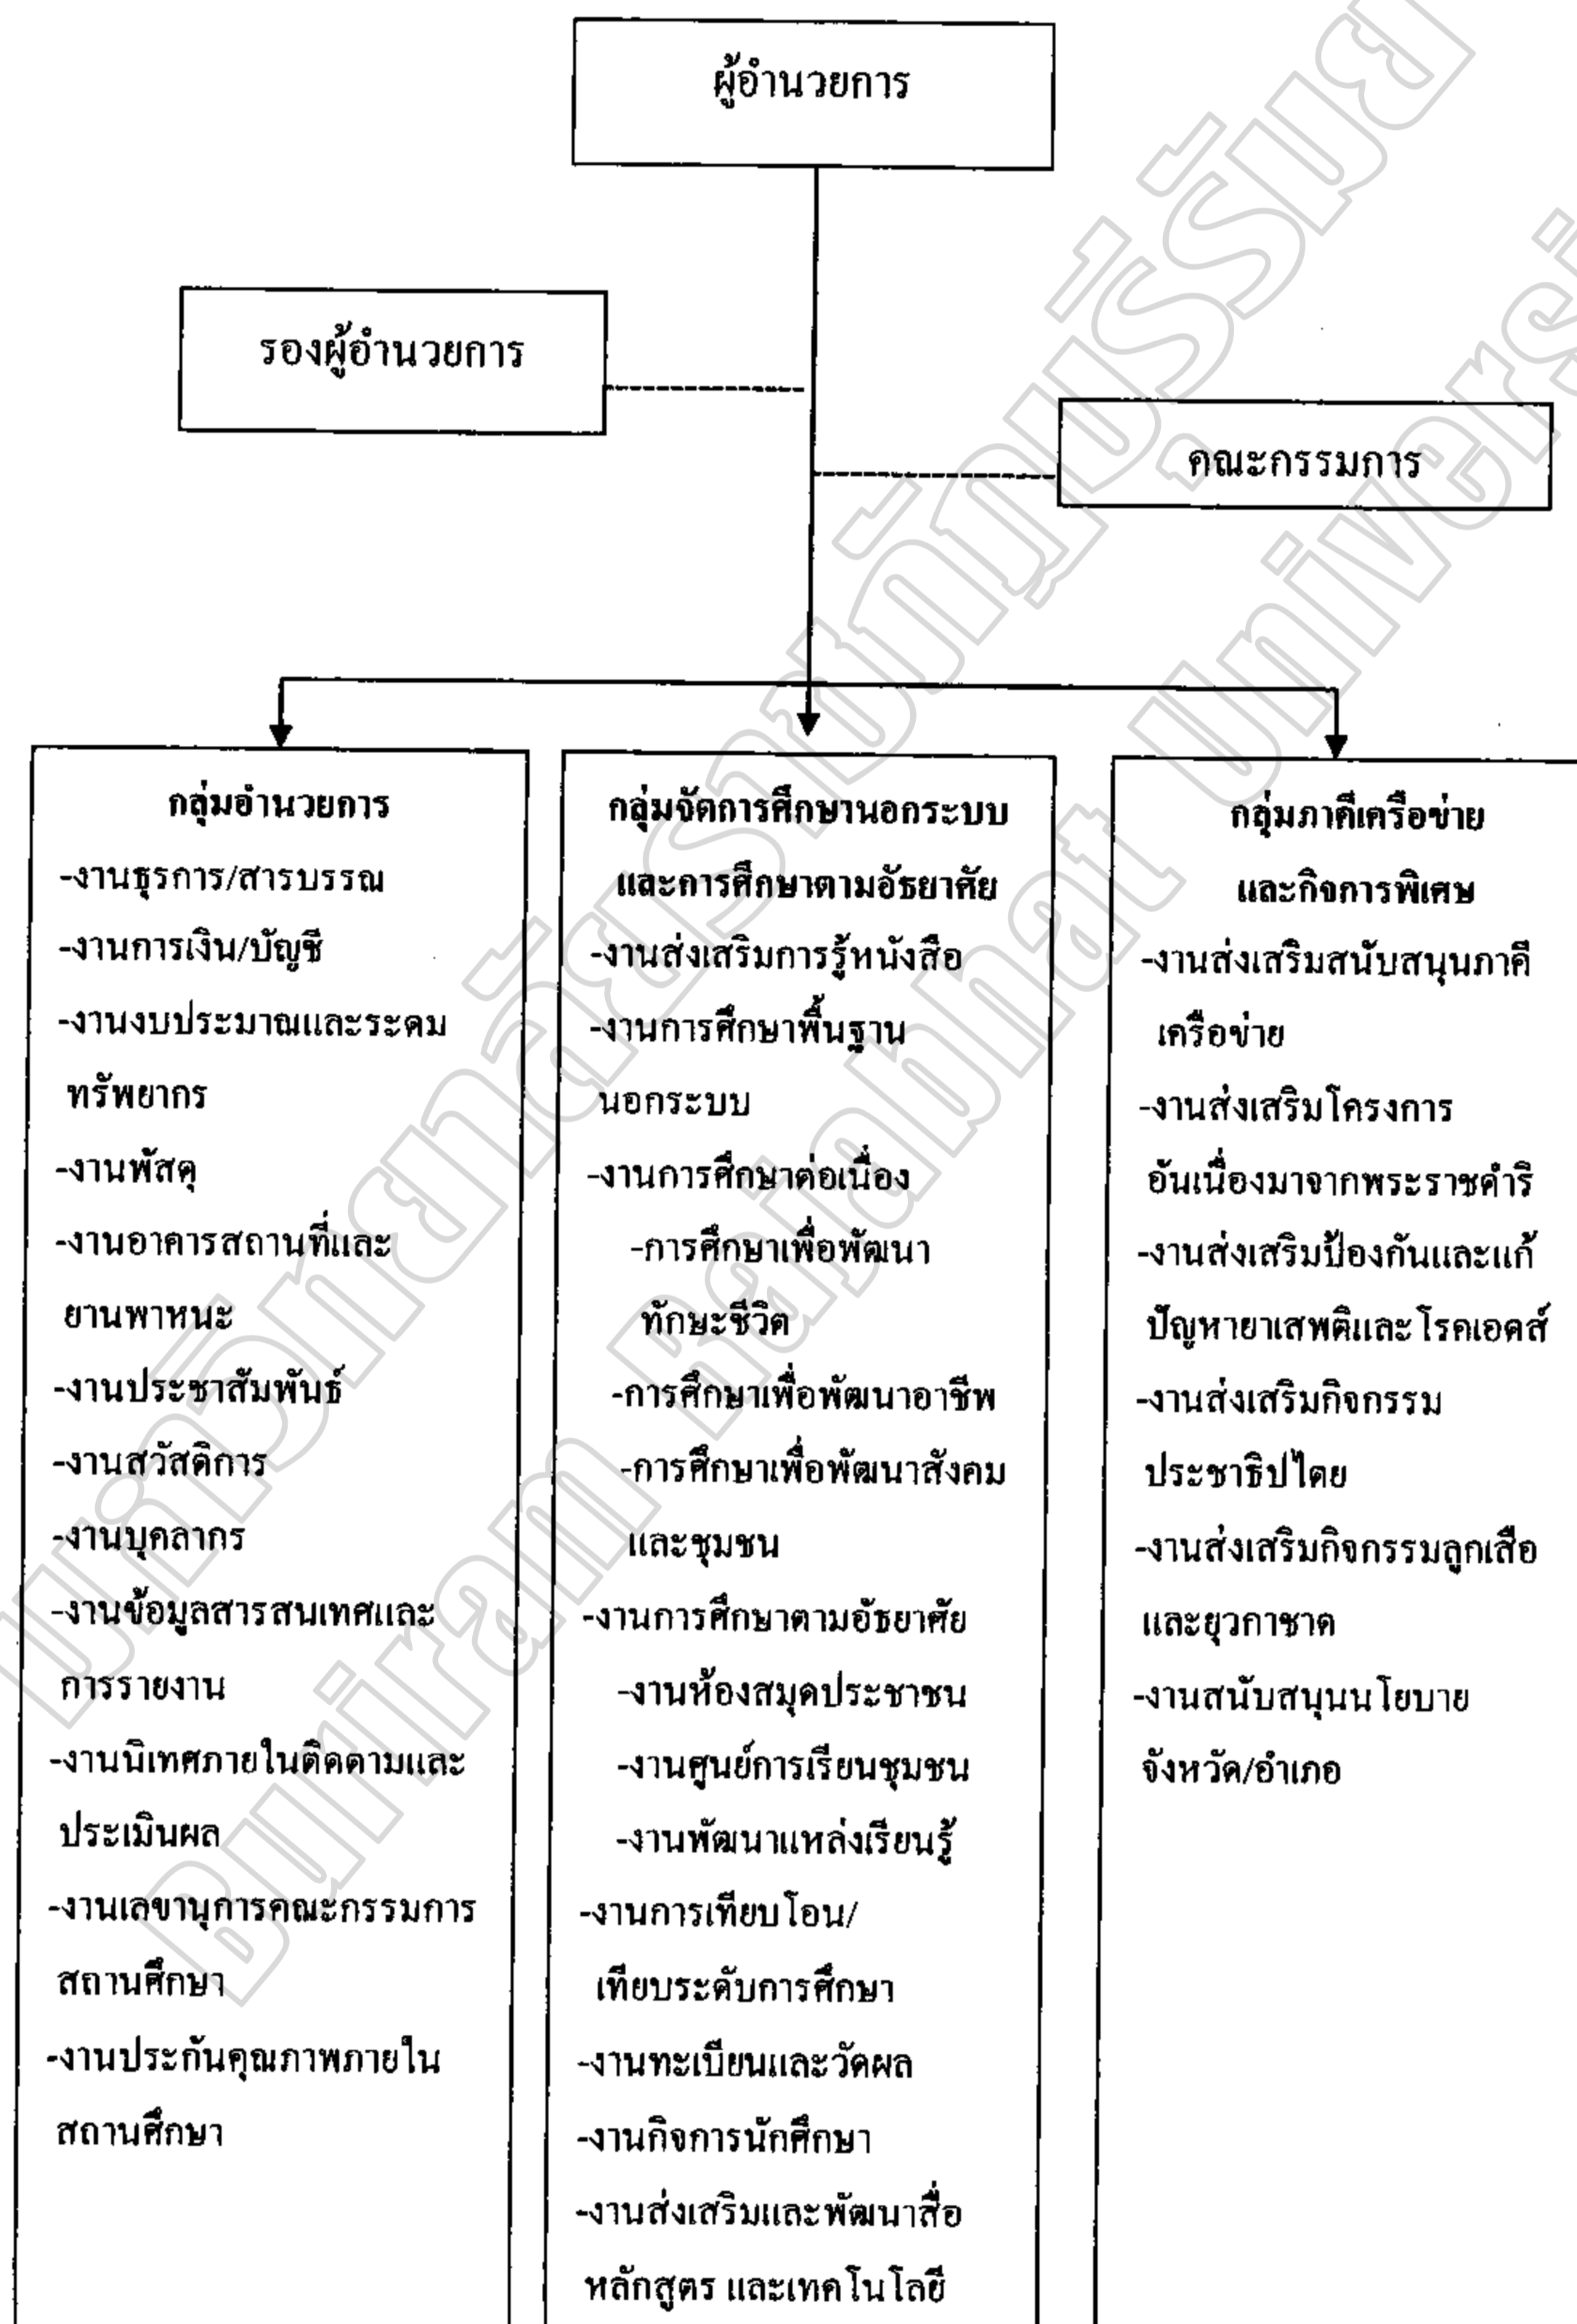 ผู้อำนวยการ
รองผู้อำนวยการ
คณะกรรมการ
กลุ่มอำนวยการ
-งานธุรการ/สารบรรณ
-งานการเงิน/บัญชี
-งานงบประมาณและระดม
ทรัพยากร
-งานพัสดุ
-งานอาคารสถานที่และ
ยานพาหนะ
-งานประชาสัมพันธ์
-งานสวัสดิการ
-งานบุคลากร
-งานข้อมูลสารสนเทศและ
การรายงาน
-งานนิเทศภายในติดตามและ
ประเมินผล
-งานเลขานุการคณะกรรมการ
สถานศึกษา
-งานประกันคุณภาพภายใน
สถานศึกษา
กลุ่มจัดการศึกษานอกระบบ
และการศึกษาตามอัธยาศัย
-งานส่งเสริมการรู้หนังสือ
-งานการศึกษาพื้นฐาน
นอกระบบ
-งานการศึกษาต่อเนื่อง
-การศึกษาเพื่อพัฒนา
ทักษะชีวิต
-การศึกษาเพื่อพัฒนาอาชีพ
-การศึกษาเพื่อพัฒนาสังคม
และชุมชน
-งานการศึกษาตามอัธยาศัย
-งานห้องสมุดประชาชน
-งานศูนย์การเรียนชุมชน
-งานพัฒนาแหล่งเรียนรู้
-งานการเทียบโอน/
เทียบระดับการศึกษา
-งานทะเบียนและวัดผล
-งานกิจการนักศึกษา
-งานส่งเสริมและพัฒนาสื่อ
หลักสูตร และเทคโนโลยี
กลุ่มภาคีเครือข่าย
และกิจการพิเศษ
-งานส่งเสริมสนับสนุนภาคี
เครือข่าย
-งานส่งเสริมโครงการ
อันเนื่องมาจากพระราชดำริ
-งานส่งเสริมป้องกันและแก้
ปัญหายาเสพติและโรคเอดส์
-งานส่งเสริมกิจกรรม
ประชาธิปไตย
-งานส่งเสริมกิจกรรมลูกเสือ
และยุวกาชาด
-งานสนับสนุนนโยบาย
จังหวัด/อำเภอ
Buriram Rajabhat Universi